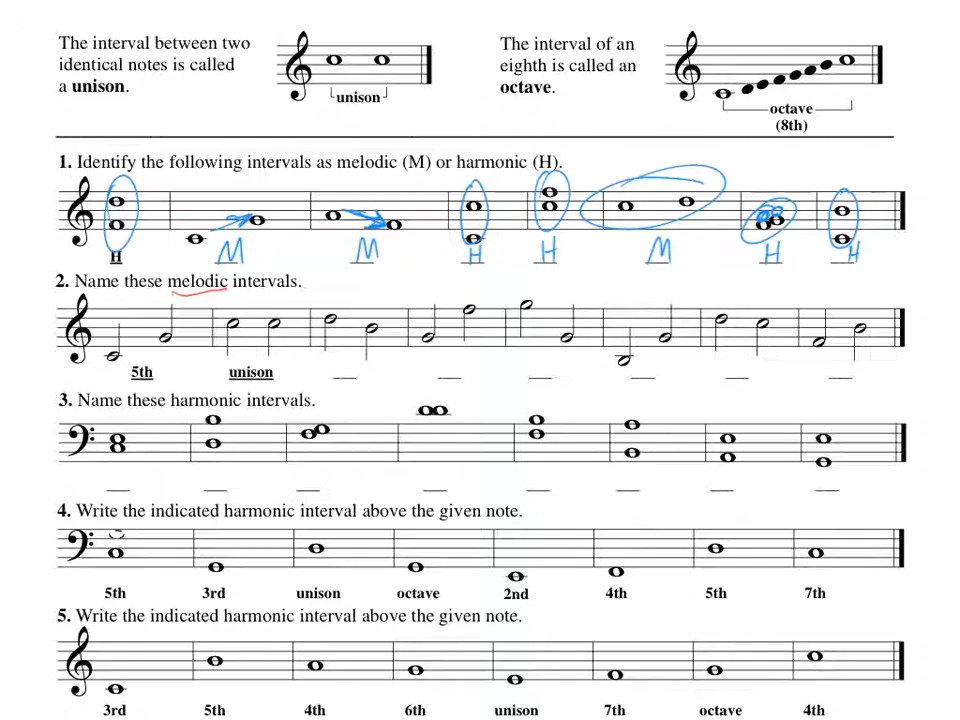 The interval between two
identical notes is called
a unison.
unison
The interval of an
eighth is called an
octave.
octave
(8th)
1. Identify the following intervals as melodic (M) or harmonic (H).
H M M H H M H H
2. Name these melodic intervals.
5th unison
3. Name these harmonic intervals.
4. Write the indicated harmonic interval above the given note.
5th 3rd unison octave 2nd 4th 5th 7th
5. Write the indicated harmonic interval above the given note.
3rd 5th 4th 6th unison 7th octave 4th